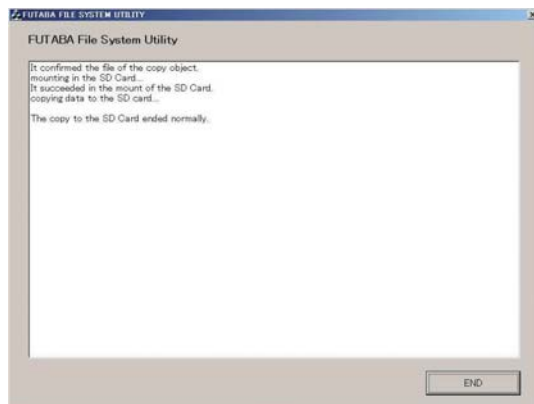 FUTABA FILE SYSTEM UTILITY
FUTABA File System Utility
It confirmed the file of the copy object.
mounting in the SD Card...
It succeeded in the mount of the SD Card.
copying data to the SD card...
The copy to the SD Card ended normally.
END